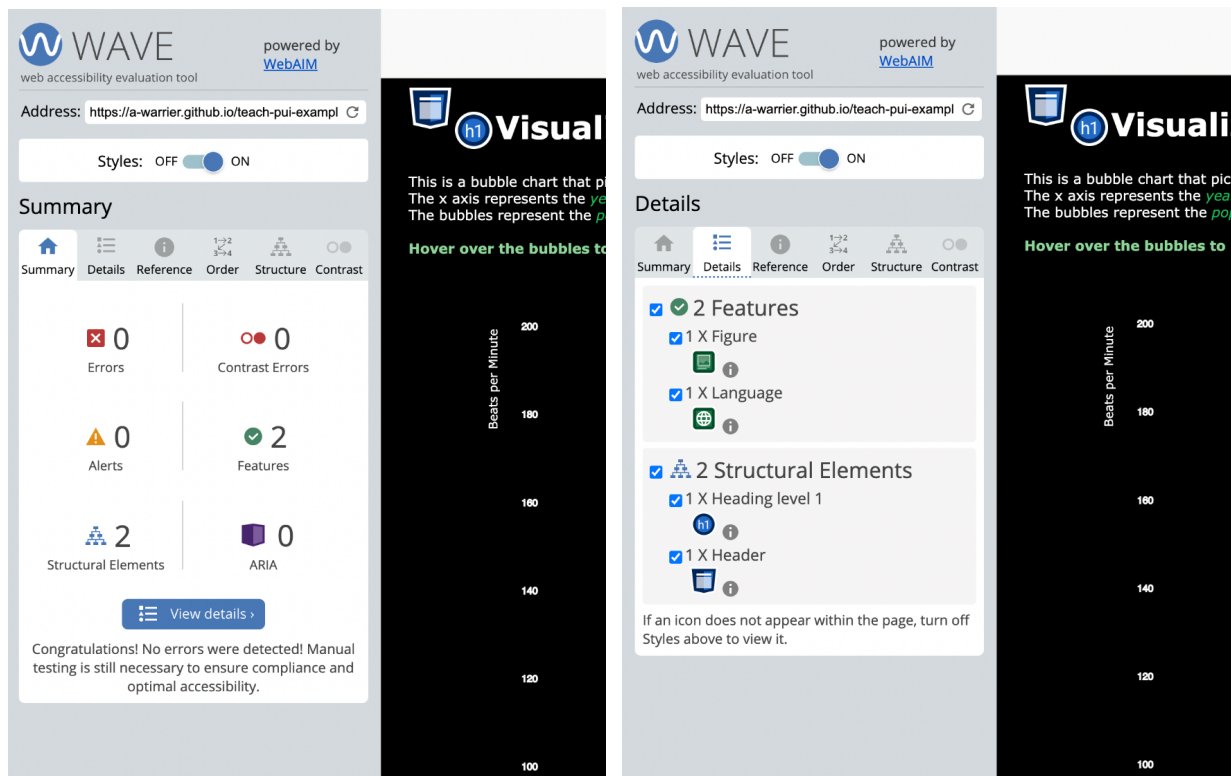 WAVE
powered by
WebAIM
web accessibility evaluation tool
Address: https://a-warrier.github.io/teach-pui-exampl
Styles: OFF ON
Summary
Summary Details Reference Order Structure Contrast
0
Errors
0
Contrast Errors
0
Alerts
2
Features
2
Structural Elements
0
ARIA
View details ›
Congratulations! No errors were detected! Manual
testing is still necessary to ensure compliance and
optimal accessibility.
h1 Visuali
This is a bubble chart that pi
The x axis represents the ye
The bubbles represent the p
Hover over the bubbles to
Beats per Minute
200
180
160
140
120
100
WAVE
powered by
WebAIM
web accessibility evaluation tool
Address: https://a-warrier.github.io/teach-pui-exampl
Styles: OFF ON
Details
Summary Details Reference Order Structure Contrast
2 Features
1 X Figure
1 X Language
2 Structural Elements
1 X Heading level 1
h1
1 X Header
If an icon does not appear within the page, turn off
Styles above to view it.
h1 Visuali
This is a bubble chart that pic
The x axis represents the yea
The bubbles represent the pop
Hover over the bubbles to
Beats per Minute
200
180
160
140
120
100